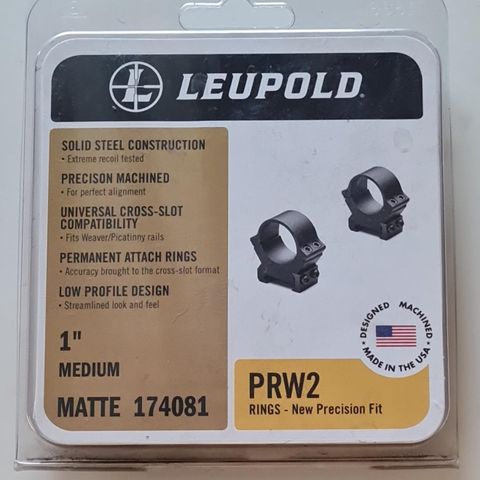 LEUPOLD
SOLID STEEL CONSTRUCTION
• Extreme recoil tested
PRECISON MACHINED
• For perfect alignment
UNIVERSAL CROSS-SLOT
COMPATIBILITY
• Fits Weaver/Picatinny rails
PERMANENT ATTACH RINGS
• Accuracy brought to the cross-slot format
LOW PROFILE DESIGN
• Streamlined look and feel
1"
MEDIUM
MATTE 174081
DESIGNED MACHINED
★ MADE IN THE USA ★
PRW2
RINGS - New Precision Fit